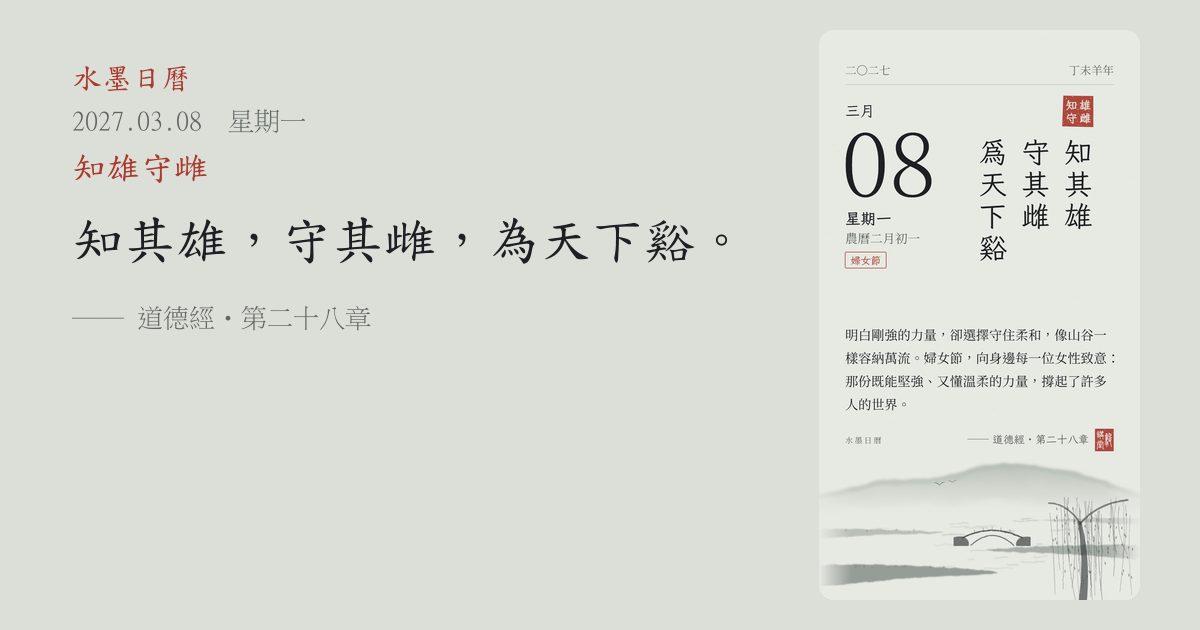 水墨日曆
2027.03.08 星期一
知雄守雌
知其雄，守其雌，為天下谿。
—— 道德經・第二十八章
二〇二七
丁未羊年
三月
08
星期一
農曆二月初一
婦女節
知雄守雌
知其雄
守其雌
爲天下谿
明白剛強的力量，卻選擇守住柔和，像山谷一
樣容納萬流。婦女節，向身邊每一位女性致意：
那份既能堅強、又懂溫柔的力量，撐起了許多
人的世界。
水墨日曆
—— 道德經・第二十八章